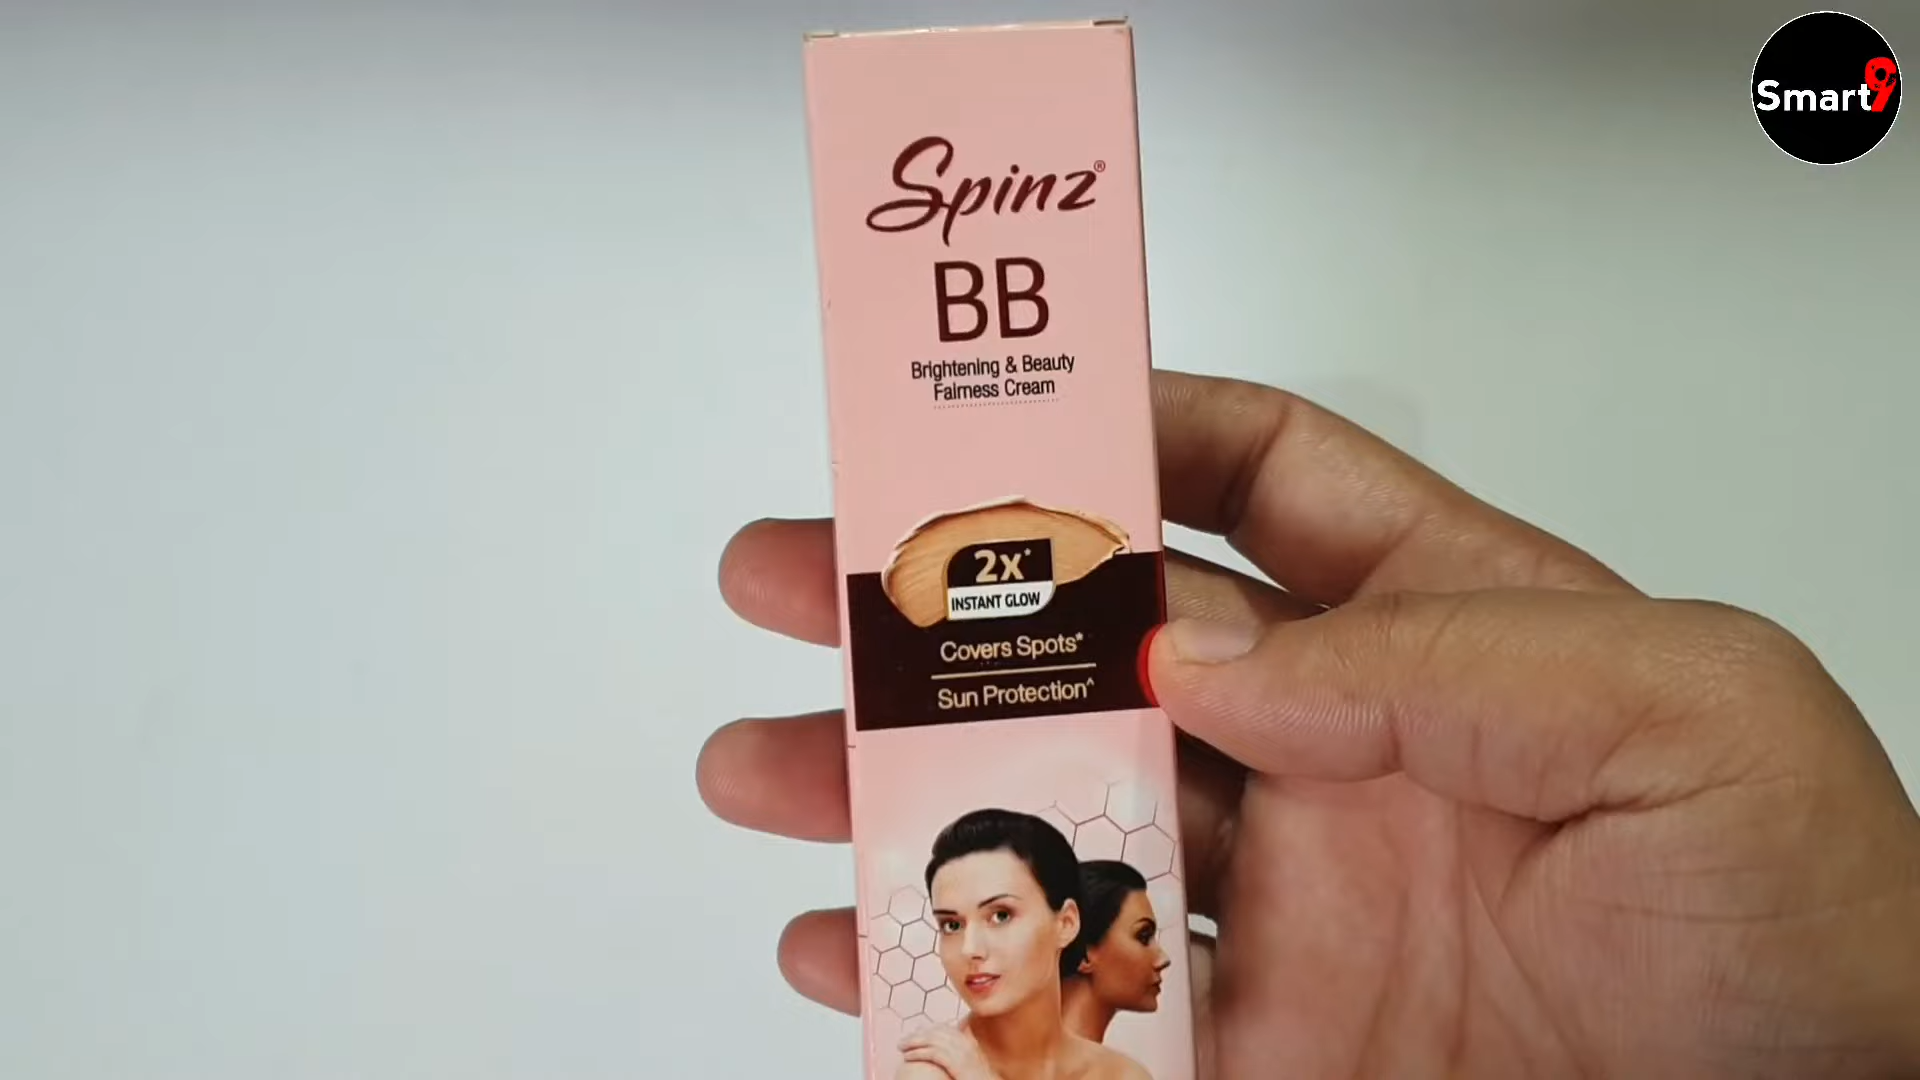 Smart9
Spinz®
BB
Brightening & Beauty
Fairness Cream
2x*
INSTANT GLOW
Covers Spots*
Sun Protection^